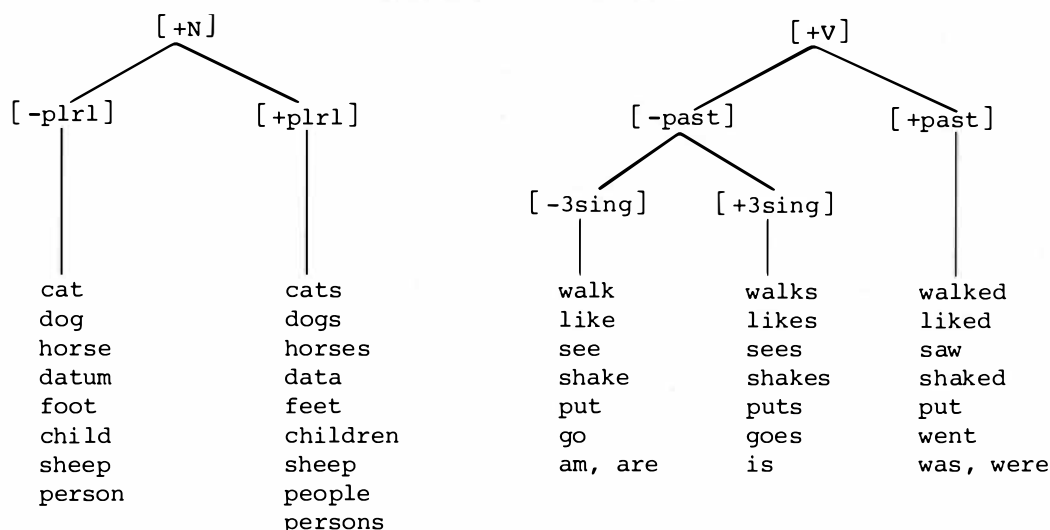 [+N] [+V]
[-plrl] [+plrl] [-past] [+past]
[-3sing] [+3sing]
cat cats walk walks walked
dog dogs like likes liked
horse horses see sees saw
datum data shake shakes shaked
foot feet put puts put
child children go goes went
sheep sheep am, are is was, were
person people
persons